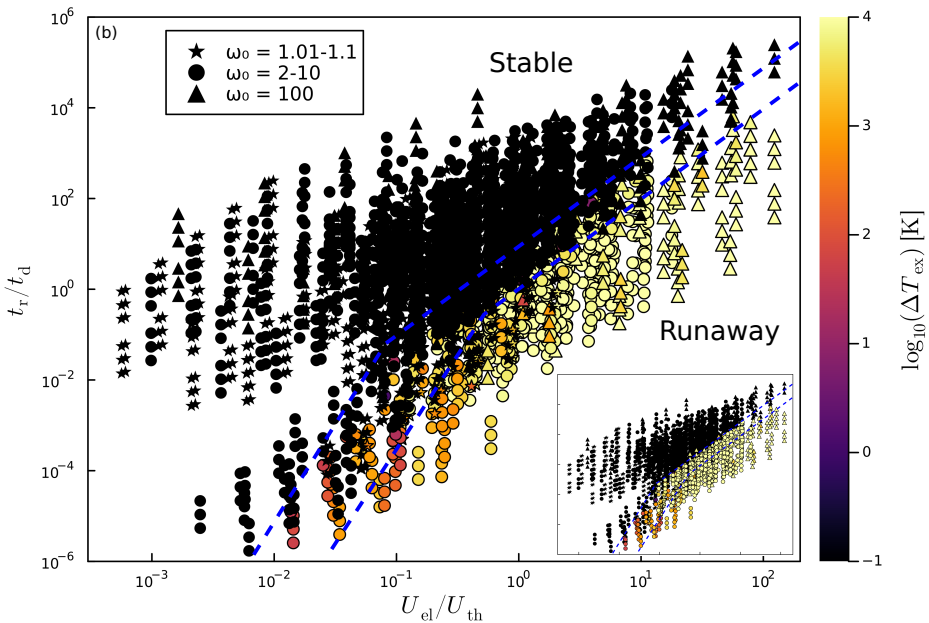 (b)
ω₀ = 1.01-1.1
ω₀ = 2-10
ω₀ = 100
Stable
Runaway
10⁶
10⁴
10²
10⁰
10⁻²
10⁻⁴
10⁻⁶
t_r/t_d
10⁻³
10⁻²
10⁻¹
10⁰
10¹
10²
U_el/U_th
4
3
2
1
0
−1
log₁₀(ΔT_ex) [K]